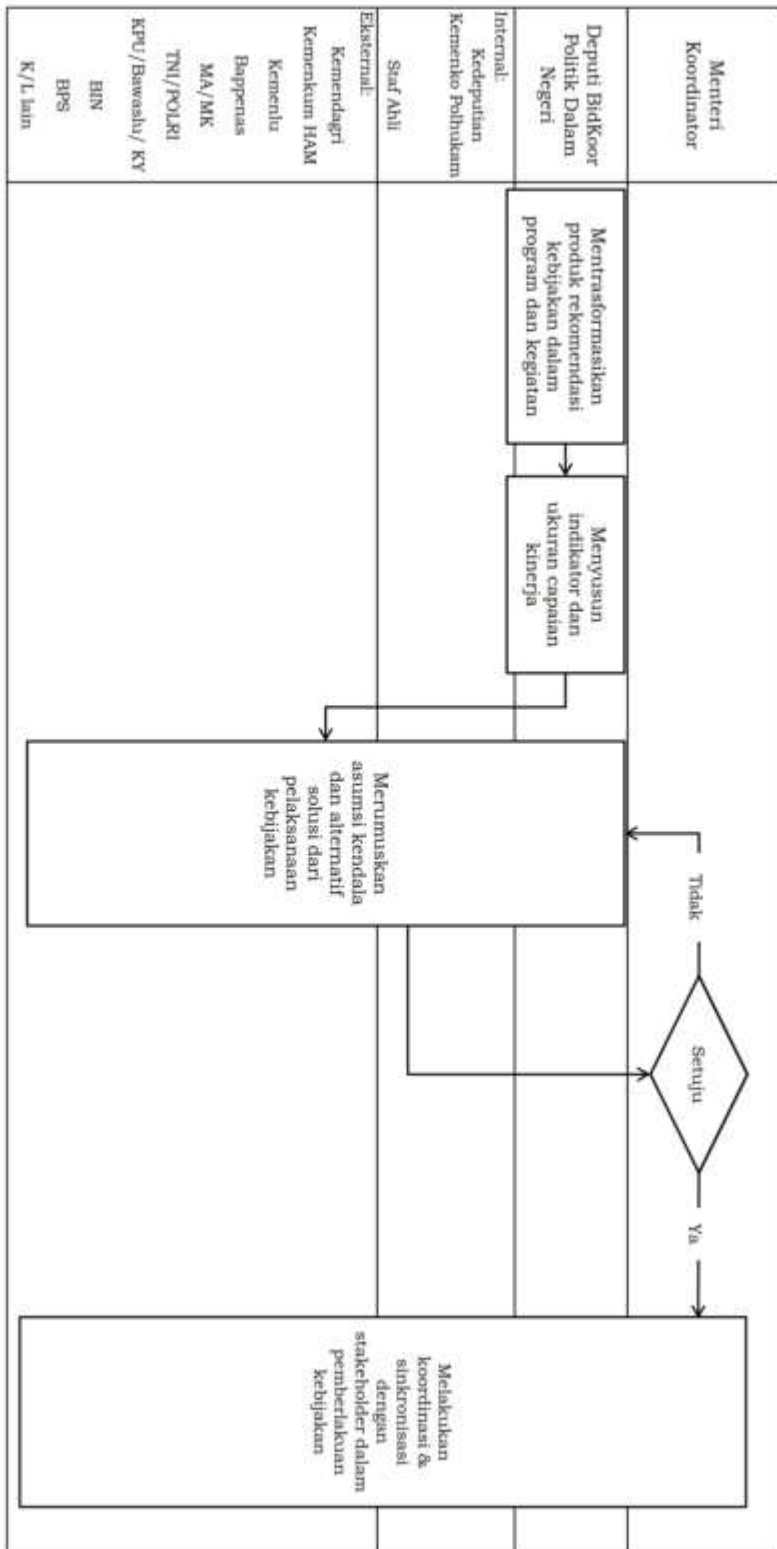 Menteri
Koordinator
Deputi BidKoor
Politik Dalam
Negeri
Internal:
Kedeputian
Kemenko Polhukam
Staf Ahli
Eksternal:
Kemendagri
Kemenkum HAM
Kemenlu
Bappenas
MA/MK
TNI/POLRI
KPU/Bawaslu/ KY
BIN
BPS
K/L lain
Mentrasformasikan
produk rekomendasi
kebijakan dalam
program dan kegiatan
Menyusun
indikator dan
ukuran capaian
kinerja
Merumuskan
asumsi kendala
dan alternatif
solusi dari
pelaksanaan
kebijakan
Tidak
Setuju
Ya
Melakukan
koordinasi &
sinkronisasi
dengan
stakeholder dalam
pemberlakuan
kebijakan